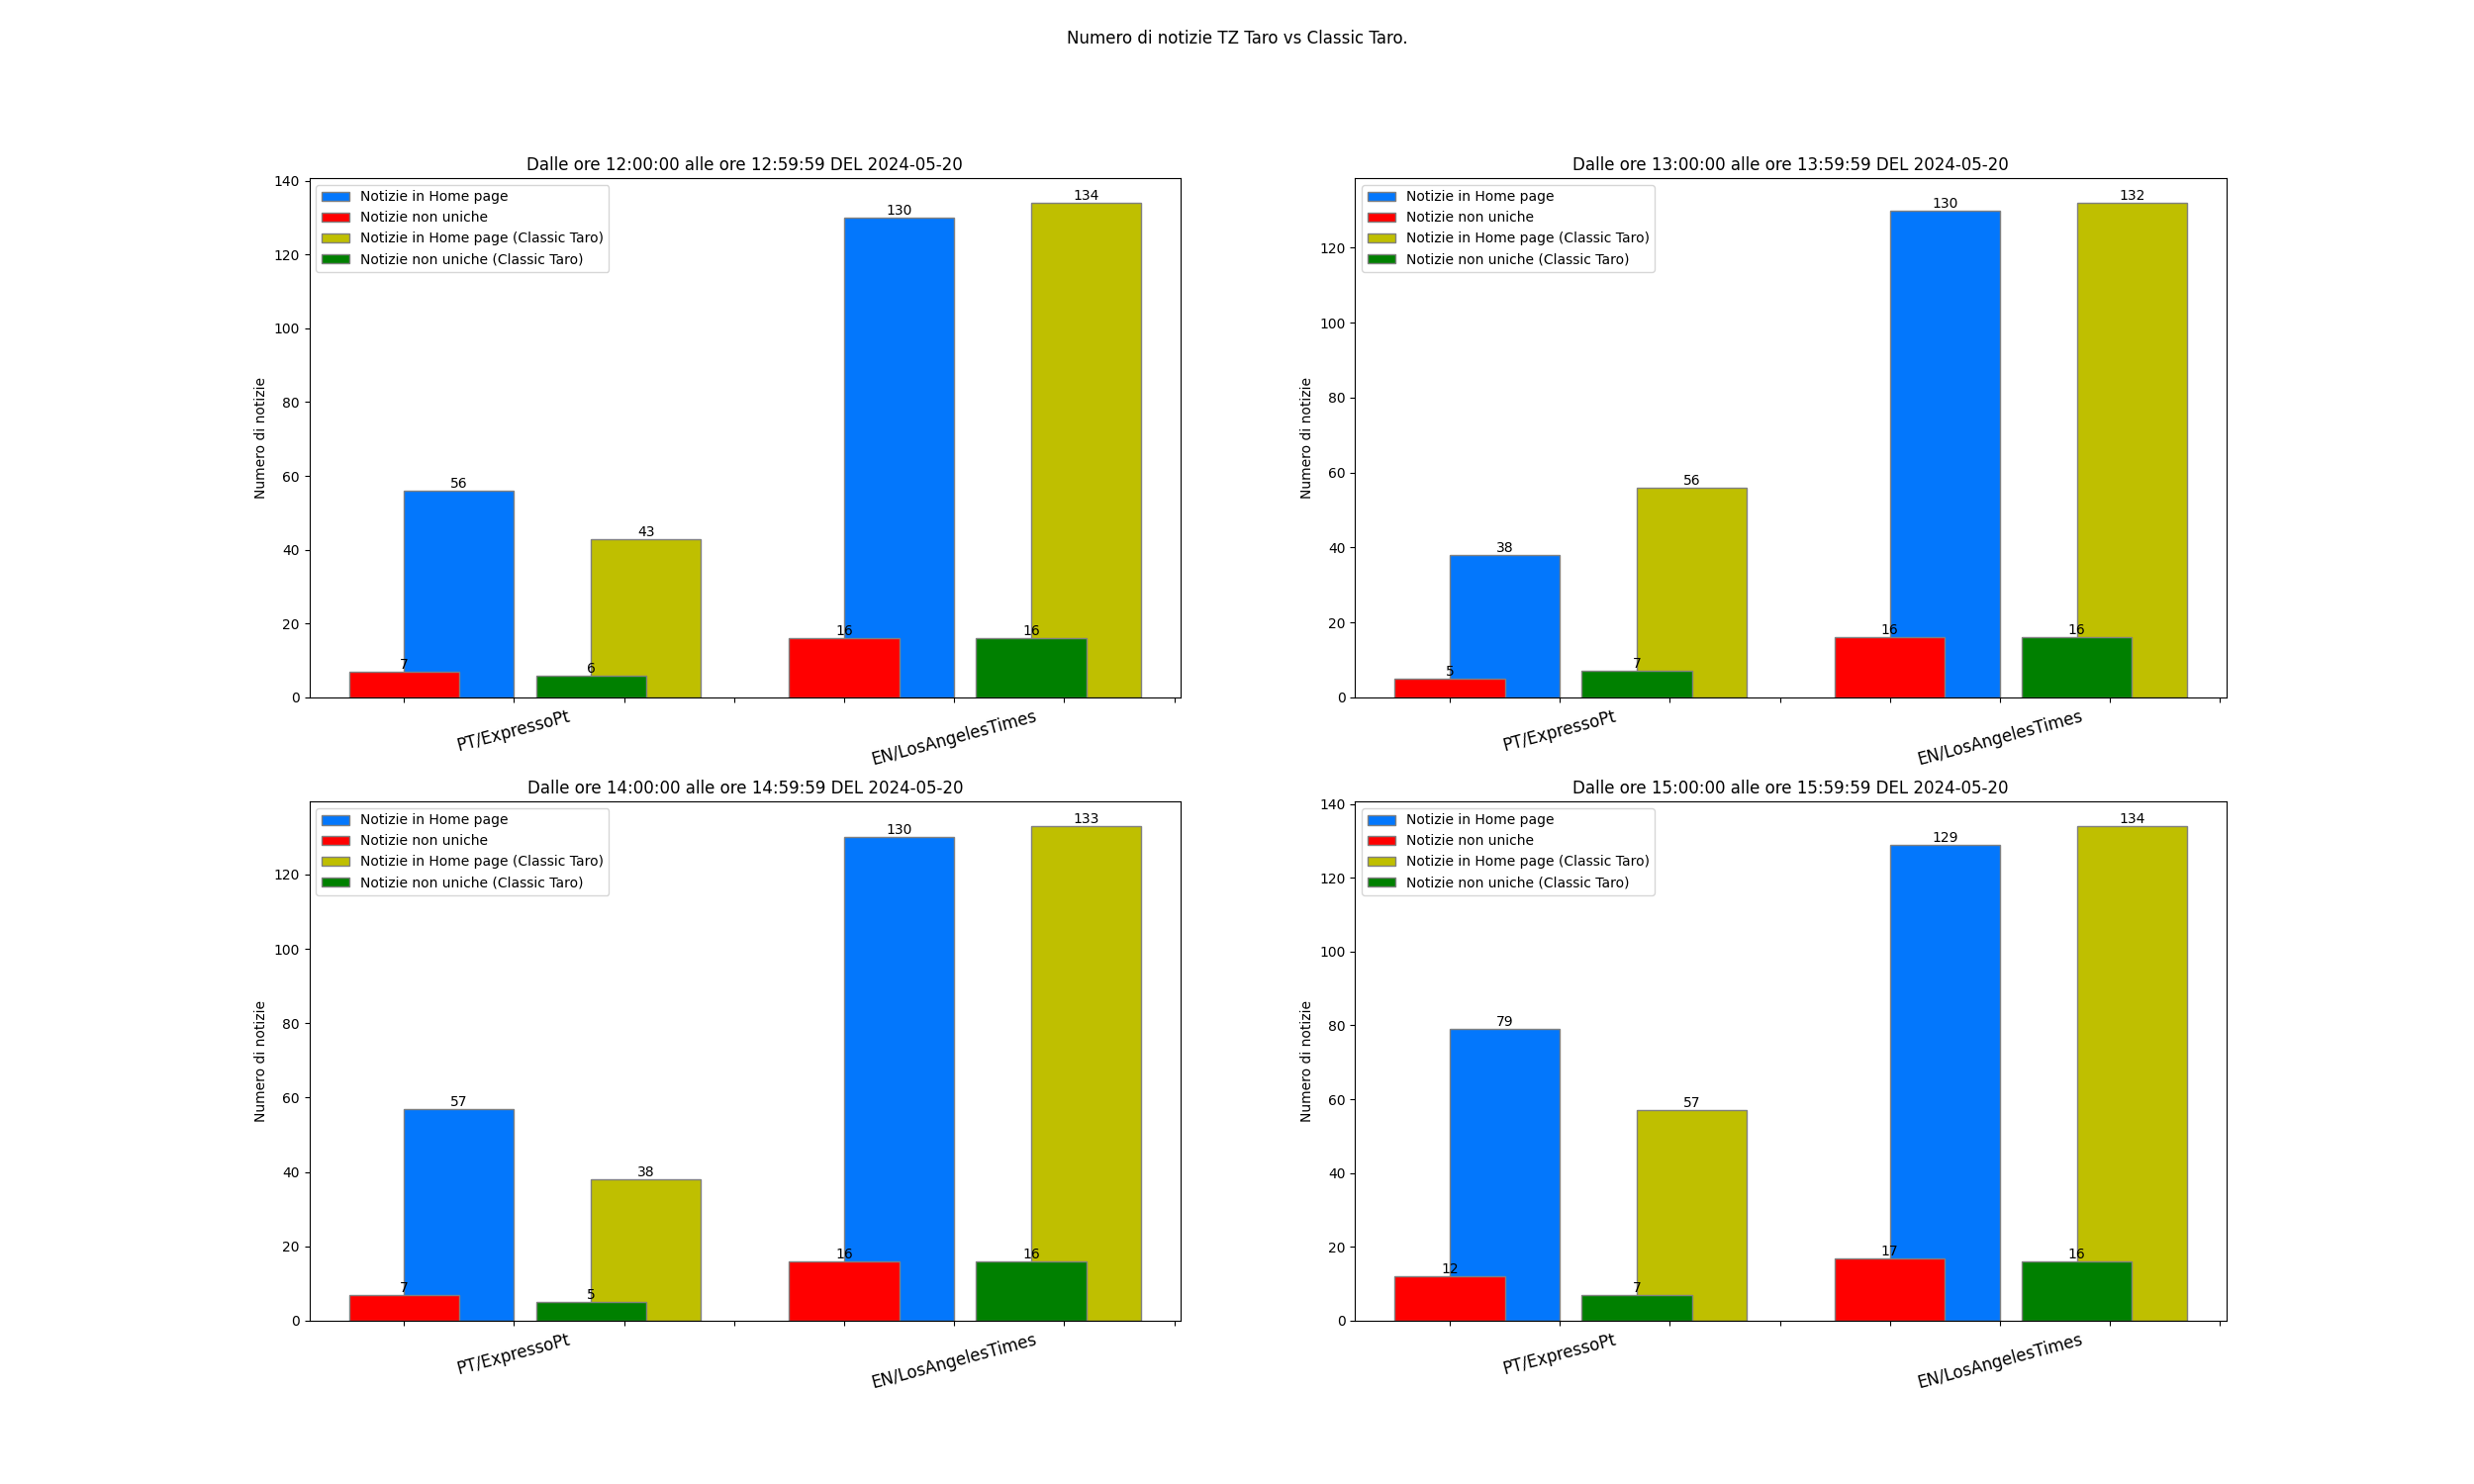 Numero di notizie TZ Taro vs Classic Taro.
Dalle ore 12:00:00 alle ore 12:59:59 DEL 2024-05-20
Notizie in Home page
Notizie non uniche
Notizie in Home page (Classic Taro)
Notizie non uniche (Classic Taro)
Numero di notizie
140
120
100
80
60
40
20
0
7
56
6
43
16
130
16
134
PT/ExpressoPt
EN/LosAngelesTimes
Dalle ore 13:00:00 alle ore 13:59:59 DEL 2024-05-20
Notizie in Home page
Notizie non uniche
Notizie in Home page (Classic Taro)
Notizie non uniche (Classic Taro)
Numero di notizie
120
100
80
60
40
20
0
5
38
7
56
16
130
16
132
PT/ExpressoPt
EN/LosAngelesTimes
Dalle ore 14:00:00 alle ore 14:59:59 DEL 2024-05-20
Notizie in Home page
Notizie non uniche
Notizie in Home page (Classic Taro)
Notizie non uniche (Classic Taro)
Numero di notizie
120
100
80
60
40
20
0
7
57
5
38
16
130
16
133
PT/ExpressoPt
EN/LosAngelesTimes
Dalle ore 15:00:00 alle ore 15:59:59 DEL 2024-05-20
Notizie in Home page
Notizie non uniche
Notizie in Home page (Classic Taro)
Notizie non uniche (Classic Taro)
Numero di notizie
140
120
100
80
60
40
20
0
12
79
7
57
17
129
16
134
PT/ExpressoPt
EN/LosAngelesTimes